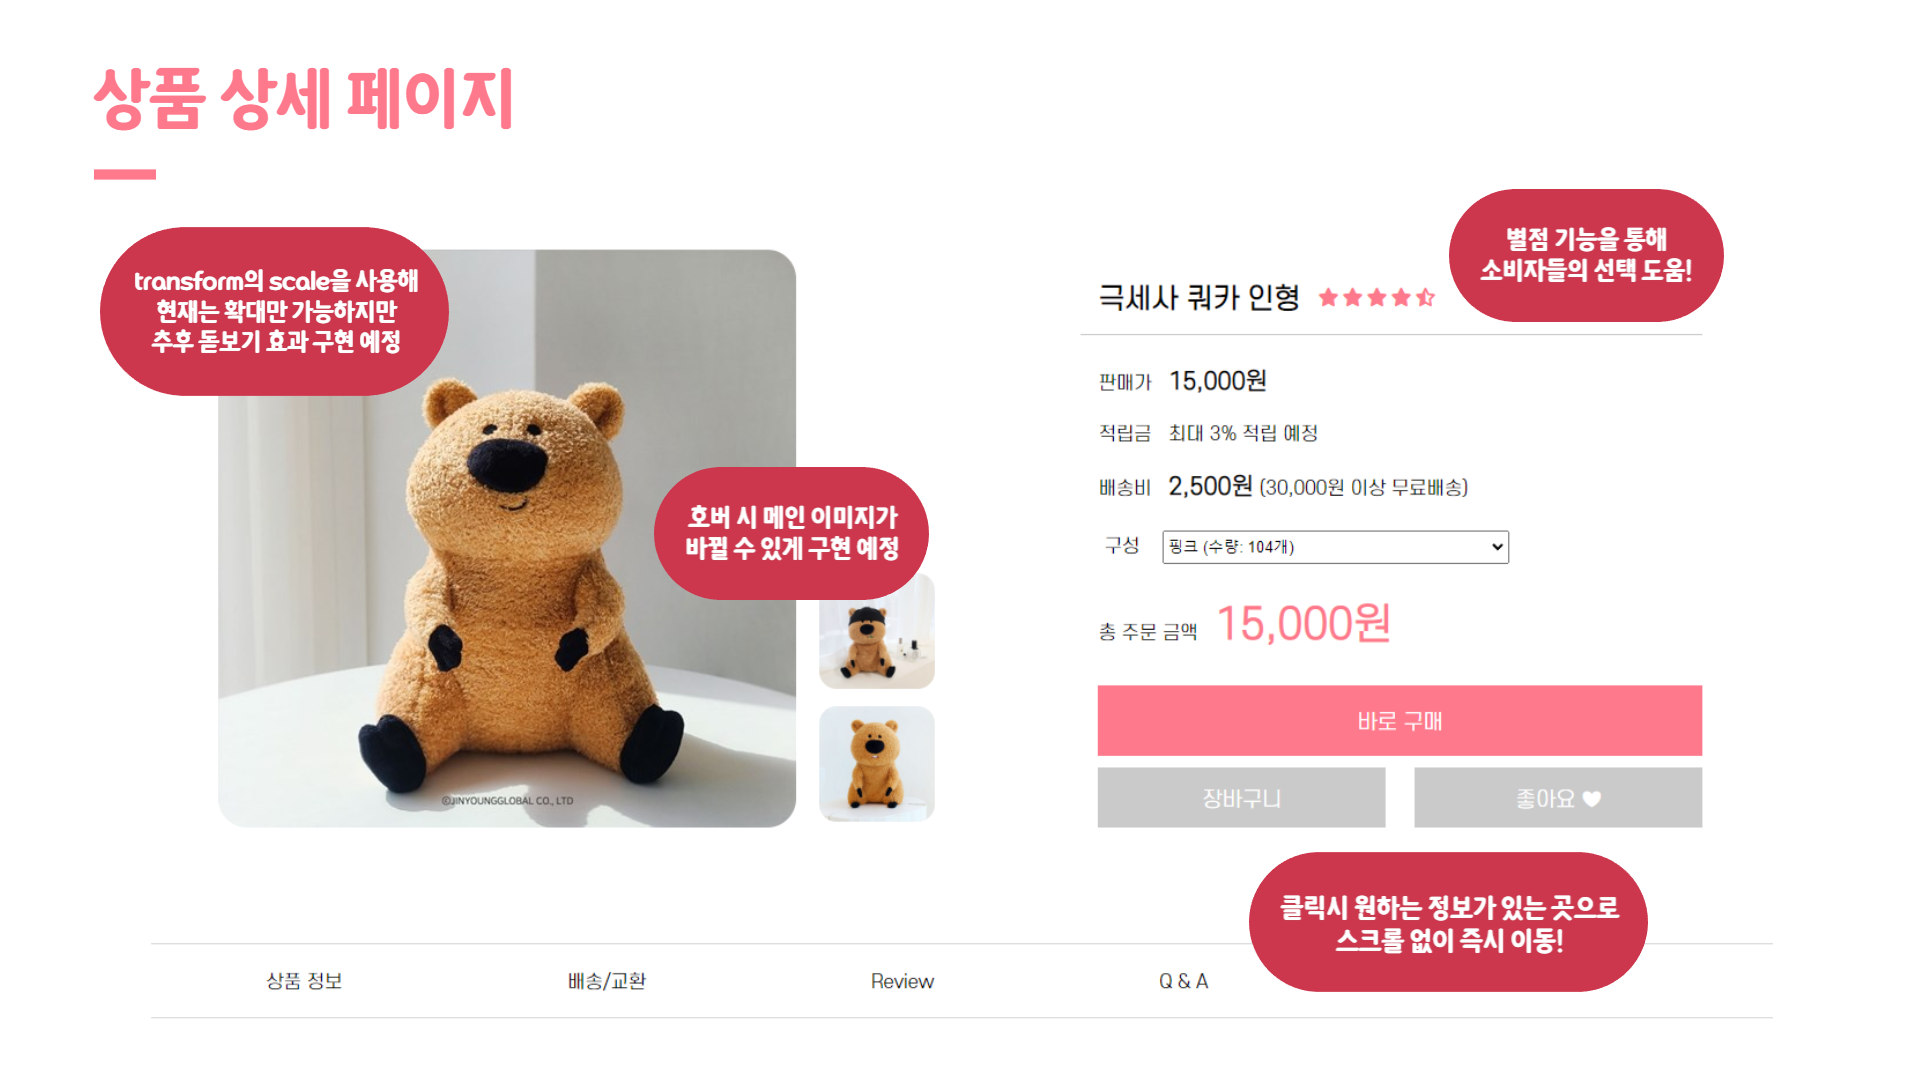 상품 상세 페이지
transform의 scale을 사용해
현재는 확대만 가능하지만
추후 돋보기 효과 구현 예정
호버 시 메인 이미지가
바뀔 수 있게 구현 예정
©JINYOUNGGLOBAL CO., LTD
별점 기능을 통해
소비자들의 선택 도움!
극세사 쿼카 인형
판매가 15,000원
적립금 최대 3% 적립 예정
배송비 2,500원 (30,000원 이상 무료배송)
구성 핑크 (수량: 104개)
총 주문 금액 15,000원
바로 구매
장바구니 좋아요
클릭시 원하는 정보가 있는 곳으로
스크롤 없이 즉시 이동!
상품 정보 배송/교환 Review Q & A